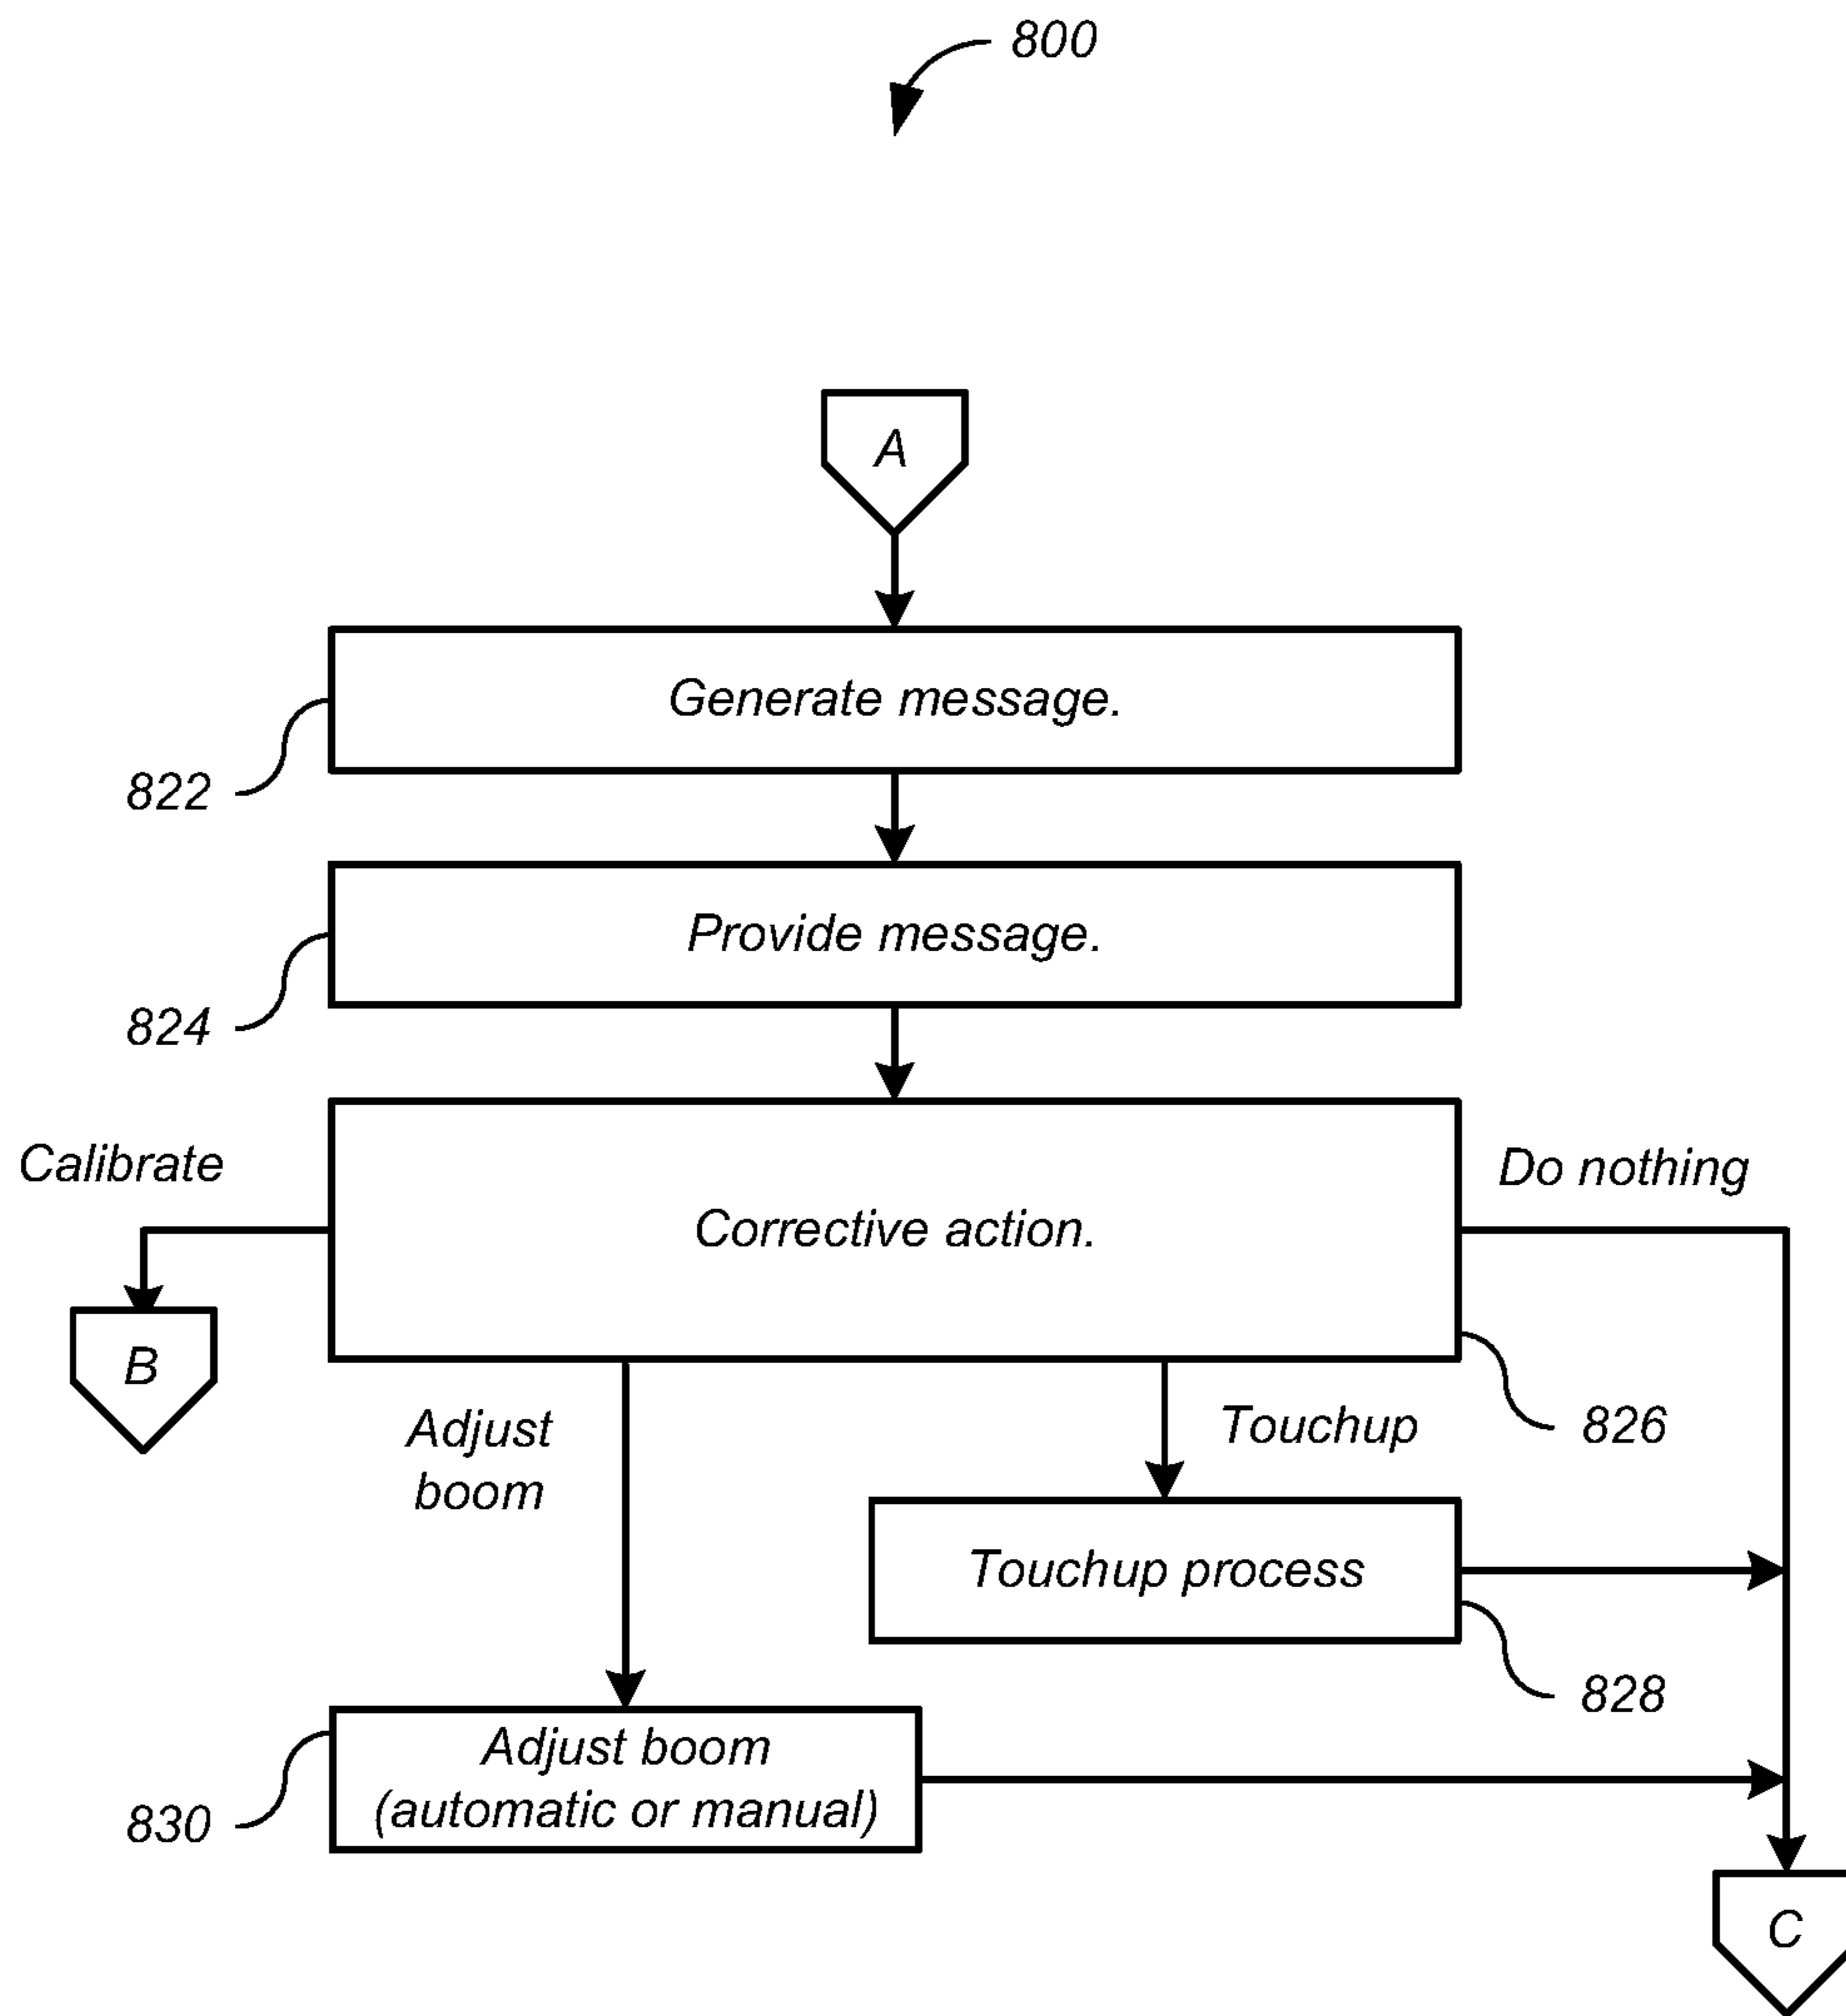 800
A
Generate message.
822
Provide message.
824
Calibrate
Do nothing
Corrective action.
B
Adjust
boom
Touchup
826
Touchup process
828
Adjust boom
(automatic or manual)
830
C